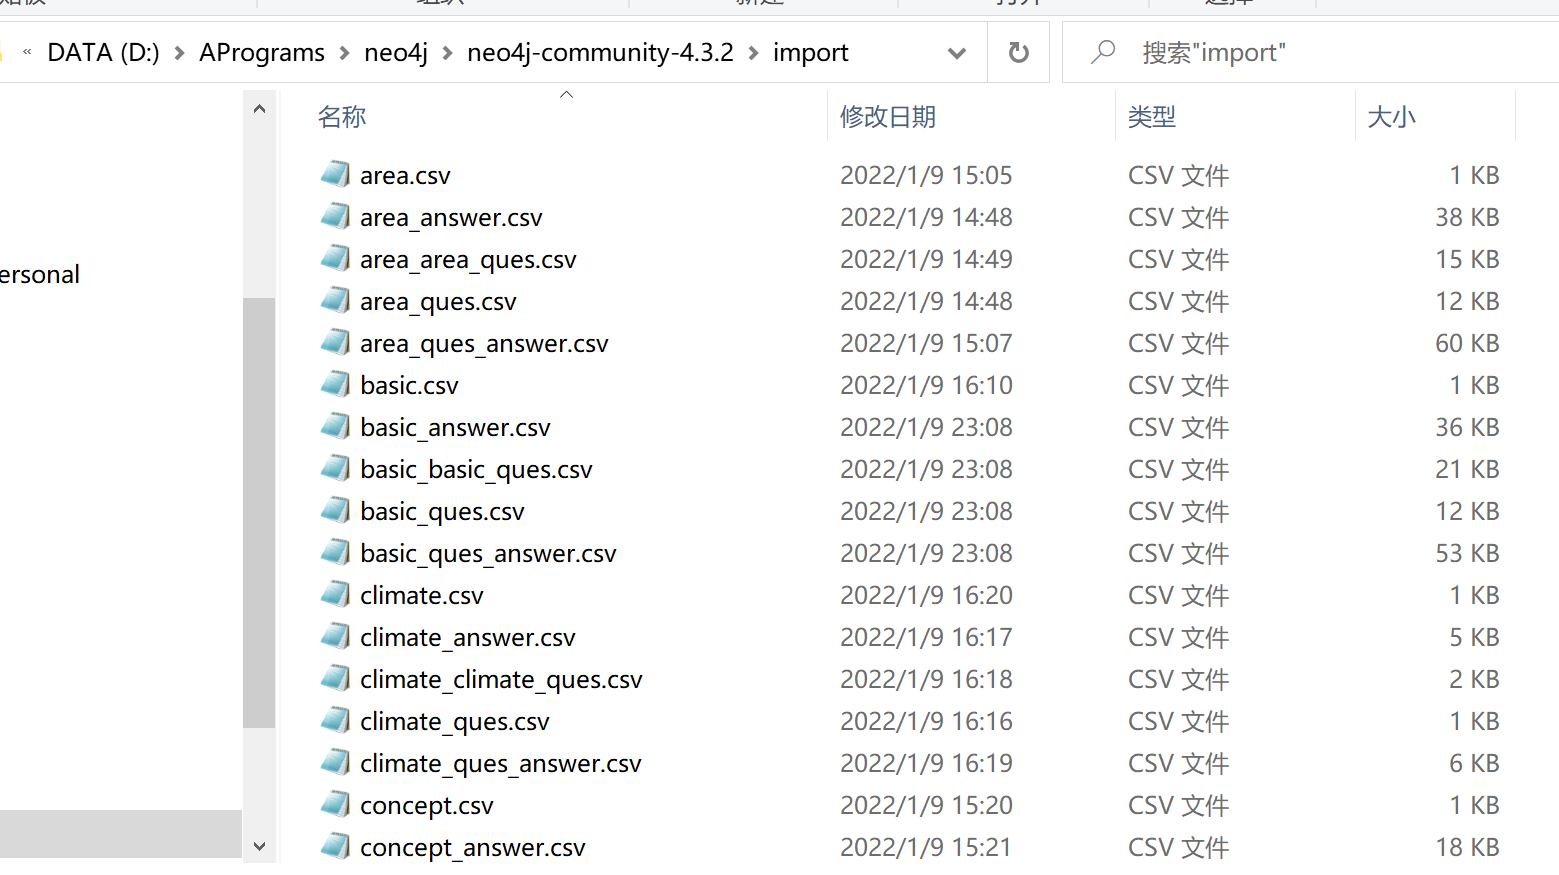 组织 新建 打开 选择
« DATA (D:) > APrograms > neo4j > neo4j-community-4.3.2 > import 搜索"import"
名称 修改日期 类型 大小
area.csv 2022/1/9 15:05 CSV 文件 1 KB
area_answer.csv 2022/1/9 14:48 CSV 文件 38 KB
area_area_ques.csv 2022/1/9 14:49 CSV 文件 15 KB
ersonal
area_ques.csv 2022/1/9 14:48 CSV 文件 12 KB
area_ques_answer.csv 2022/1/9 15:07 CSV 文件 60 KB
basic.csv 2022/1/9 16:10 CSV 文件 1 KB
basic_answer.csv 2022/1/9 23:08 CSV 文件 36 KB
basic_basic_ques.csv 2022/1/9 23:08 CSV 文件 21 KB
basic_ques.csv 2022/1/9 23:08 CSV 文件 12 KB
basic_ques_answer.csv 2022/1/9 23:08 CSV 文件 53 KB
climate.csv 2022/1/9 16:20 CSV 文件 1 KB
climate_answer.csv 2022/1/9 16:17 CSV 文件 5 KB
climate_climate_ques.csv 2022/1/9 16:18 CSV 文件 2 KB
climate_ques.csv 2022/1/9 16:16 CSV 文件 1 KB
climate_ques_answer.csv 2022/1/9 16:19 CSV 文件 6 KB
concept.csv 2022/1/9 15:20 CSV 文件 1 KB
concept_answer.csv 2022/1/9 15:21 CSV 文件 18 KB